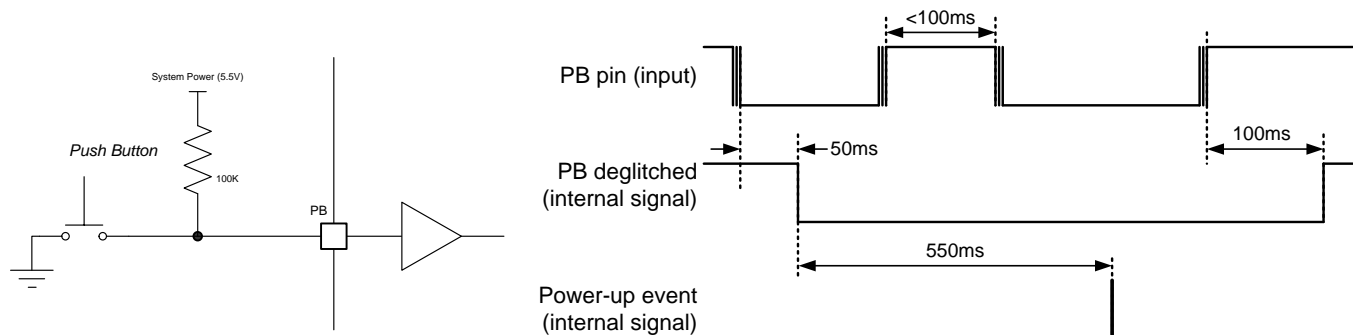 System Power (5.5V)
Push Button
100K
PB
<100ms
PB pin (input)
50ms
100ms
PB deglitched
(internal signal)
550ms
Power-up event
(internal signal)